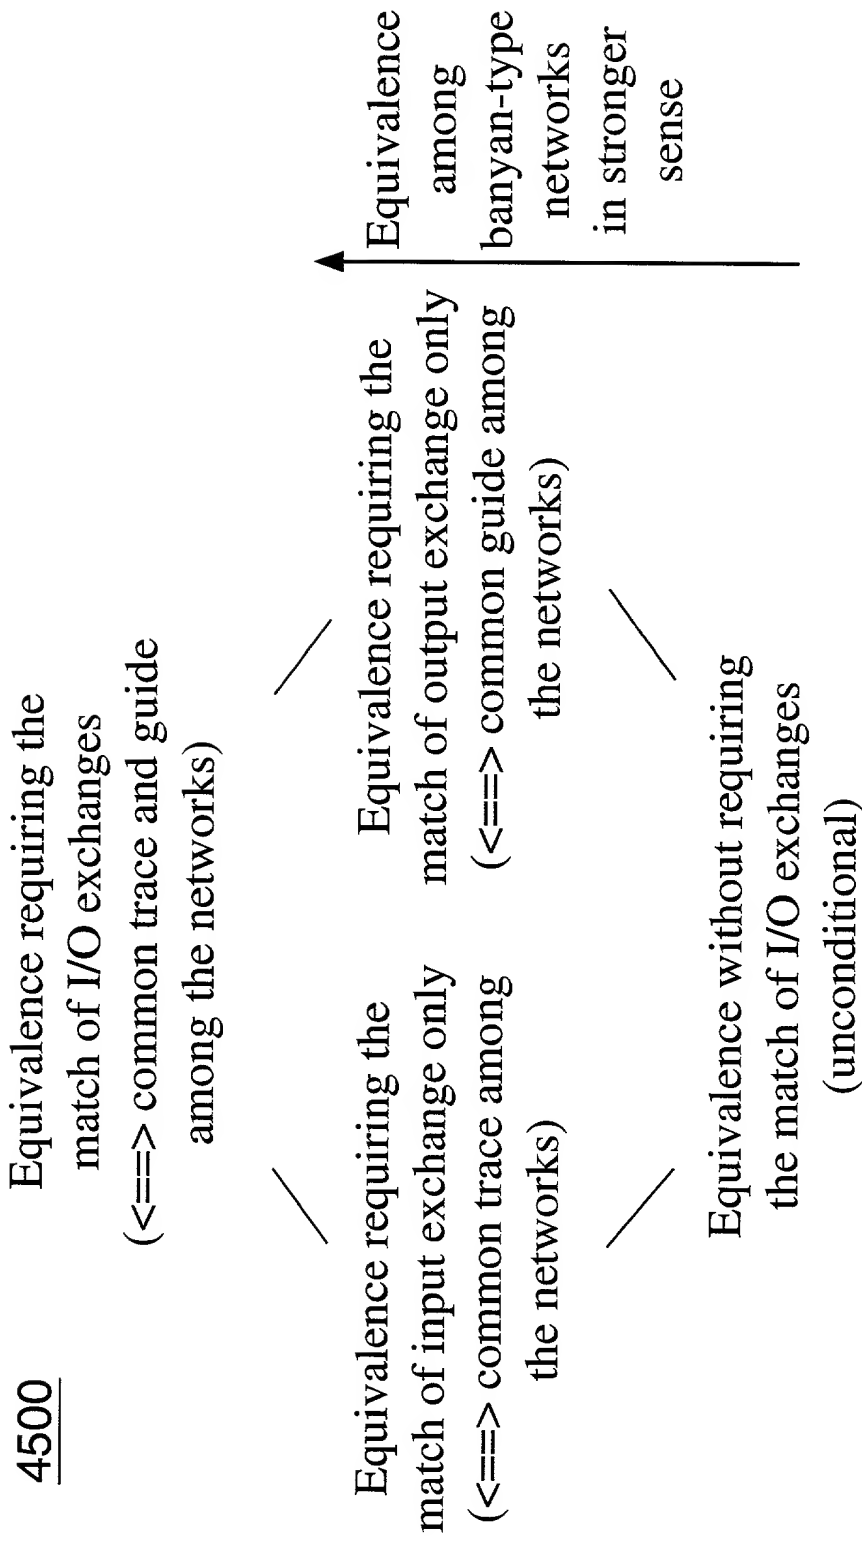 4500
Equivalence requiring the
match of I/O exchanges
(<==> common trace and guide
among the networks)
Equivalence requiring the
match of input exchange only
(<==> common trace among
the networks)
Equivalence requiring the
match of output exchange only
(<==> common guide among
the networks)
Equivalence
among
banyan-type
networks
in stronger
sense
Equivalence without requiring
the match of I/O exchanges
(unconditional)